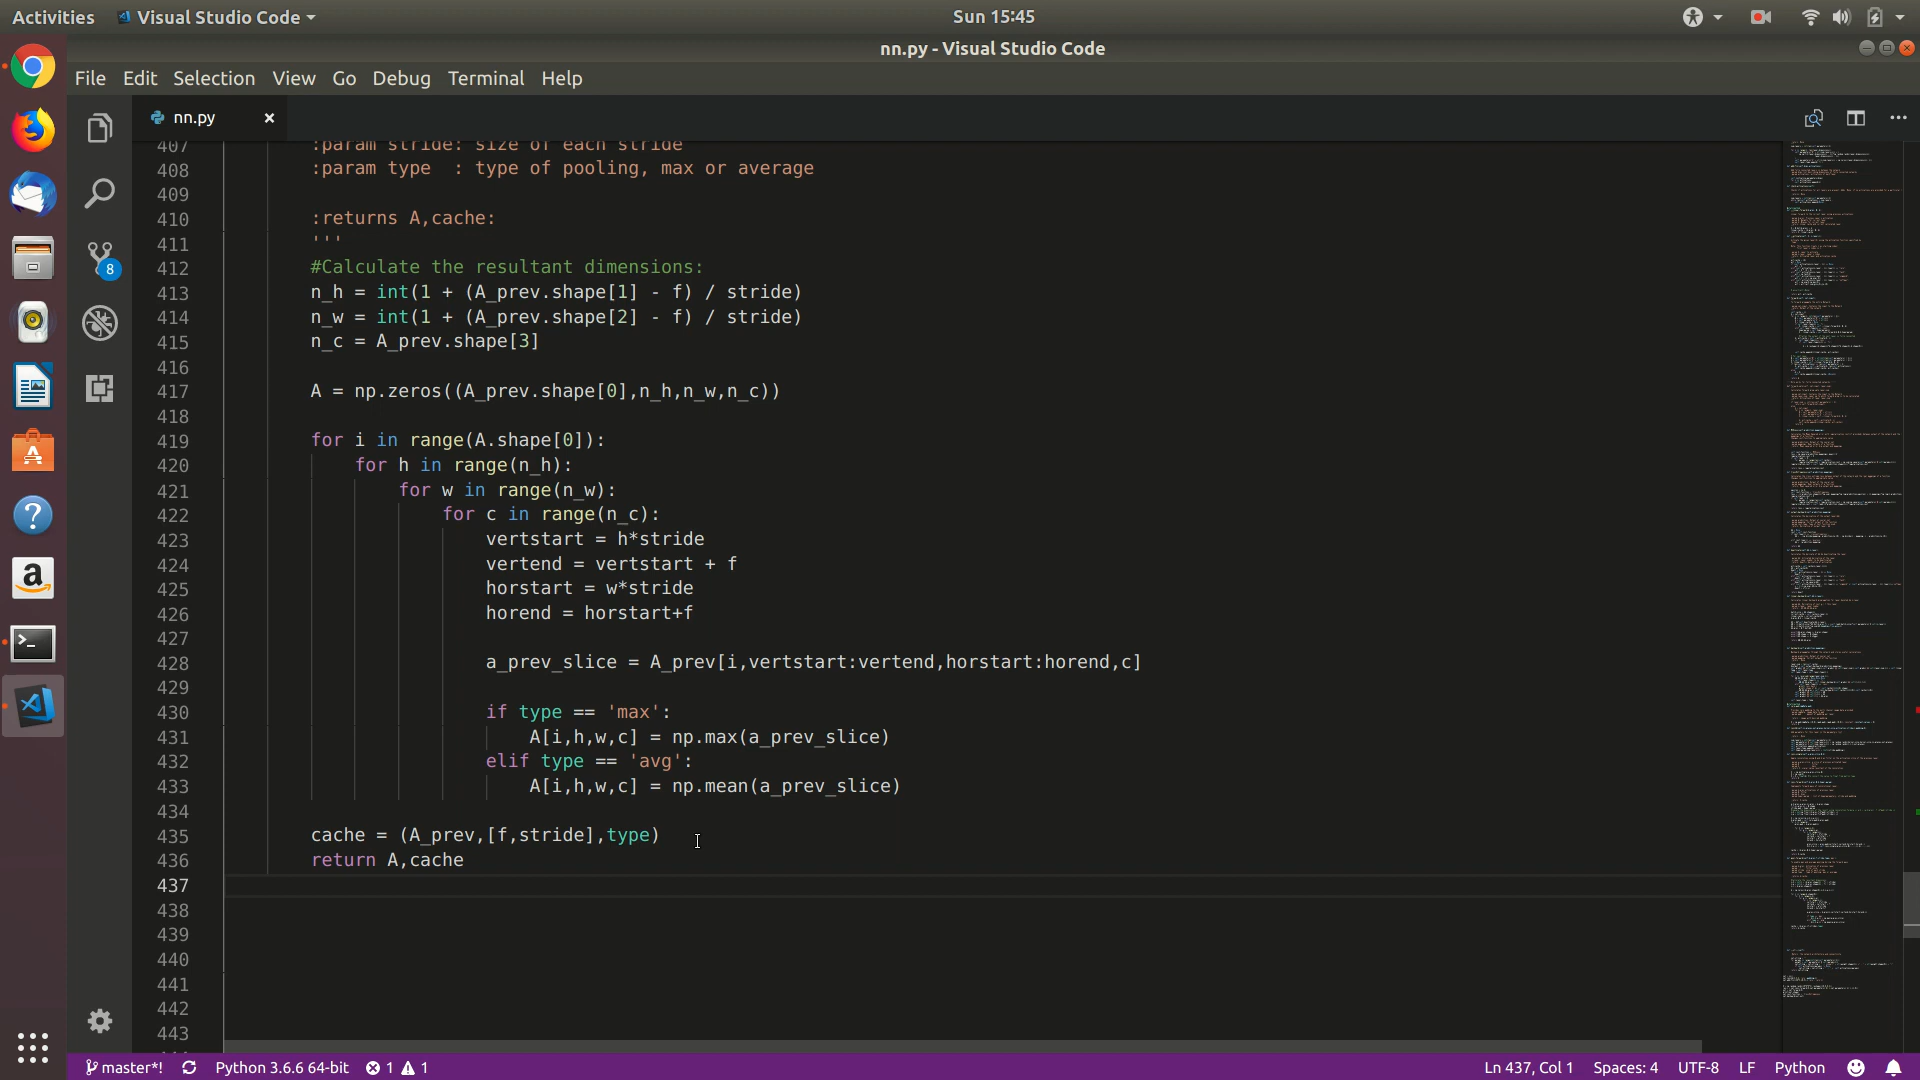 Activities Visual Studio Code Sun 15:45
nn.py - Visual Studio Code
File Edit Selection View Go Debug Terminal Help
nn.py
407 :param stride: size of each stride
408 :param type  : type of pooling, max or average
409
410 :returns A,cache:
411 '''
412 #Calculate the resultant dimensions:
413 n_h = int(1 + (A_prev.shape[1] - f) / stride)
414 n_w = int(1 + (A_prev.shape[2] - f) / stride)
415 n_c = A_prev.shape[3]
416
417 A = np.zeros((A_prev.shape[0],n_h,n_w,n_c))
418
419 for i in range(A.shape[0]):
420 for h in range(n_h):
421 for w in range(n_w):
422 for c in range(n_c):
423 vertstart = h*stride
424 vertend = vertstart + f
425 horstart = w*stride
426 horend = horstart+f
427
428 a_prev_slice = A_prev[i,vertstart:vertend,horstart:horend,c]
429
430 if type == 'max':
431 A[i,h,w,c] = np.max(a_prev_slice)
432 elif type == 'avg':
433 A[i,h,w,c] = np.mean(a_prev_slice)
434
435 cache = (A_prev,[f,stride],type)
436 return A,cache
437
438
439
440
441
442
443
8
master*! Python 3.6.6 64-bit 1 1 Ln 437, Col 1 Spaces: 4 UTF-8 LF Python